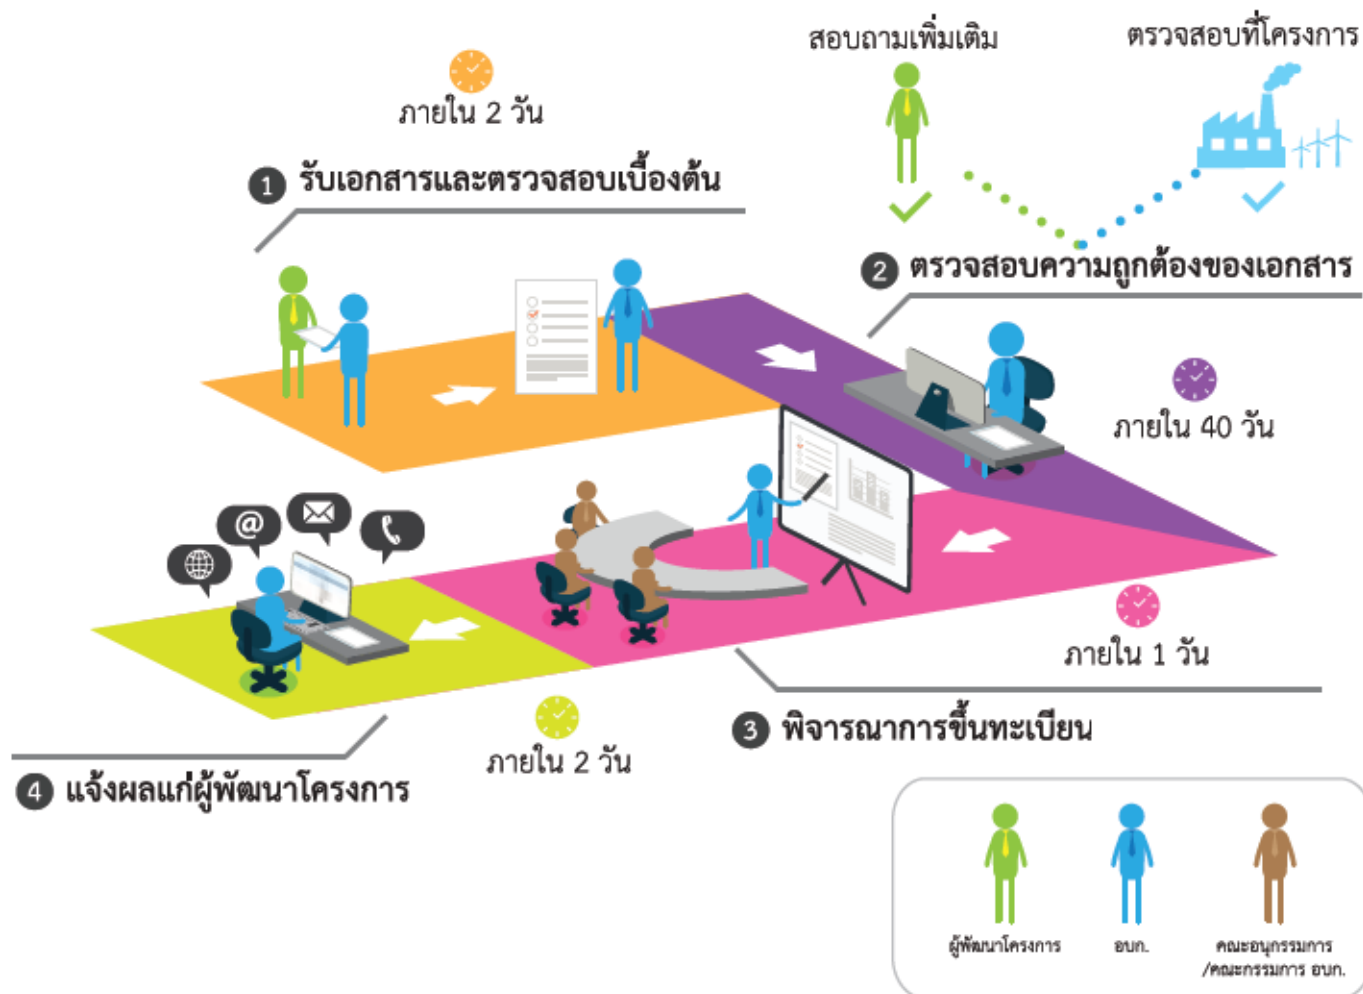 สอบถามเพิ่มเติม
ตรวจสอบที่โครงการ
ภายใน 2 วัน
1 รับเอกสารและตรวจสอบเบื้องต้น
2 ตรวจสอบความถูกต้องของเอกสาร
ภายใน 40 วัน
@
ภายใน 1 วัน
3 พิจารณาการขึ้นทะเบียน
ภายใน 2 วัน
4 แจ้งผลแก่ผู้พัฒนาโครงการ
ผู้พัฒนาโครงการ
อบก.
คณะอนุกรรมการ
/คณะกรรมการ อบก.